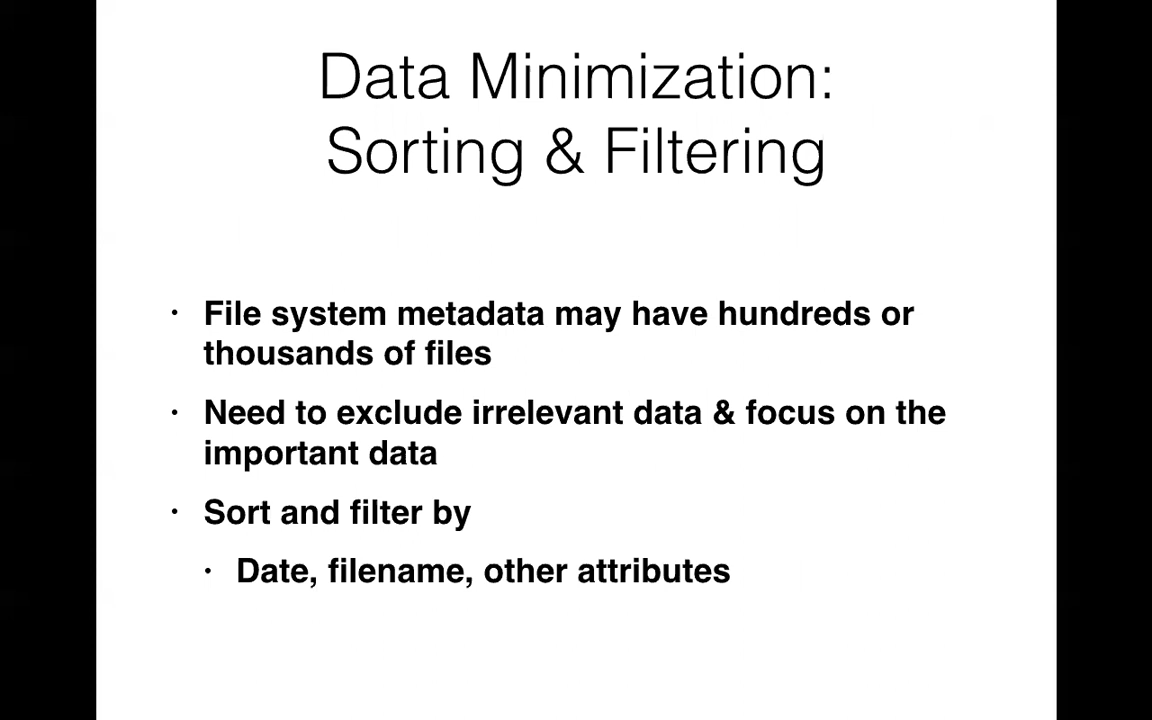 Data Minimization:
Sorting & Filtering
• File system metadata may have hundreds or
thousands of files
• Need to exclude irrelevant data & focus on the
important data
• Sort and filter by
• Date, filename, other attributes